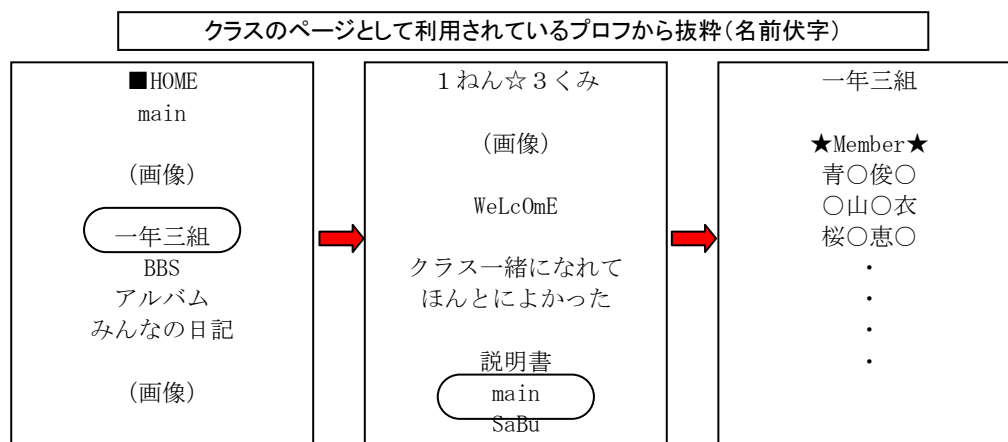 クラスのページとして利用されているプロフから抜粋(名前伏字)
■HOME
main
(画像)
一年三組
BBS
アルバム
みんなの日記
(画像)
1ねん☆3くみ
(画像)
WeLcOmE
クラス一緒になれて
ほんとによかった
説明書
main
SaBu
一年三組
★Member★
青○俊○
○山○衣
桜○恵○
・
・
・
・